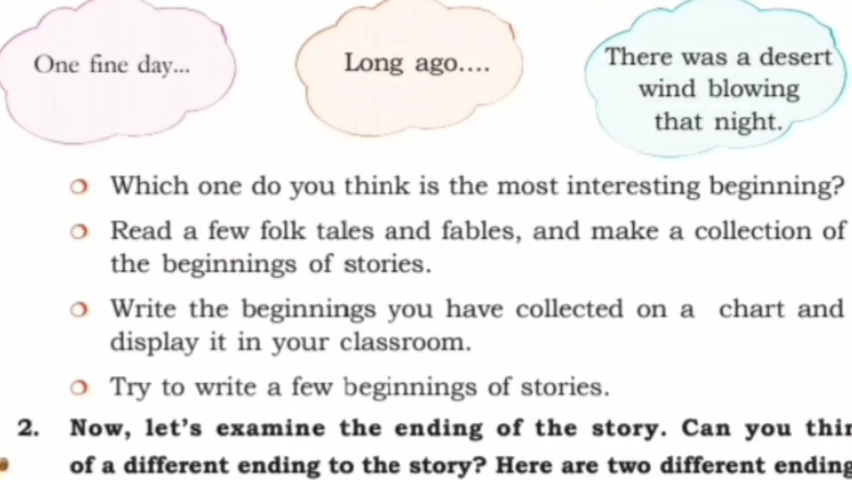 One fine day...
Long ago....
There was a desert
wind blowing
that night.
Which one do you think is the most interesting beginning?
Read a few folk tales and fables, and make a collection of
the beginnings of stories.
Write the beginnings you have collected on a chart and
display it in your classroom.
Try to write a few beginnings of stories.
2. Now, let's examine the ending of the story. Can you
of a different ending to the story? Here are two different